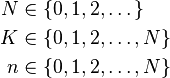 N ∈ {0, 1, 2, ...}
K ∈ {0, 1, 2, ..., N}
n ∈ {0, 1, 2, ..., N}